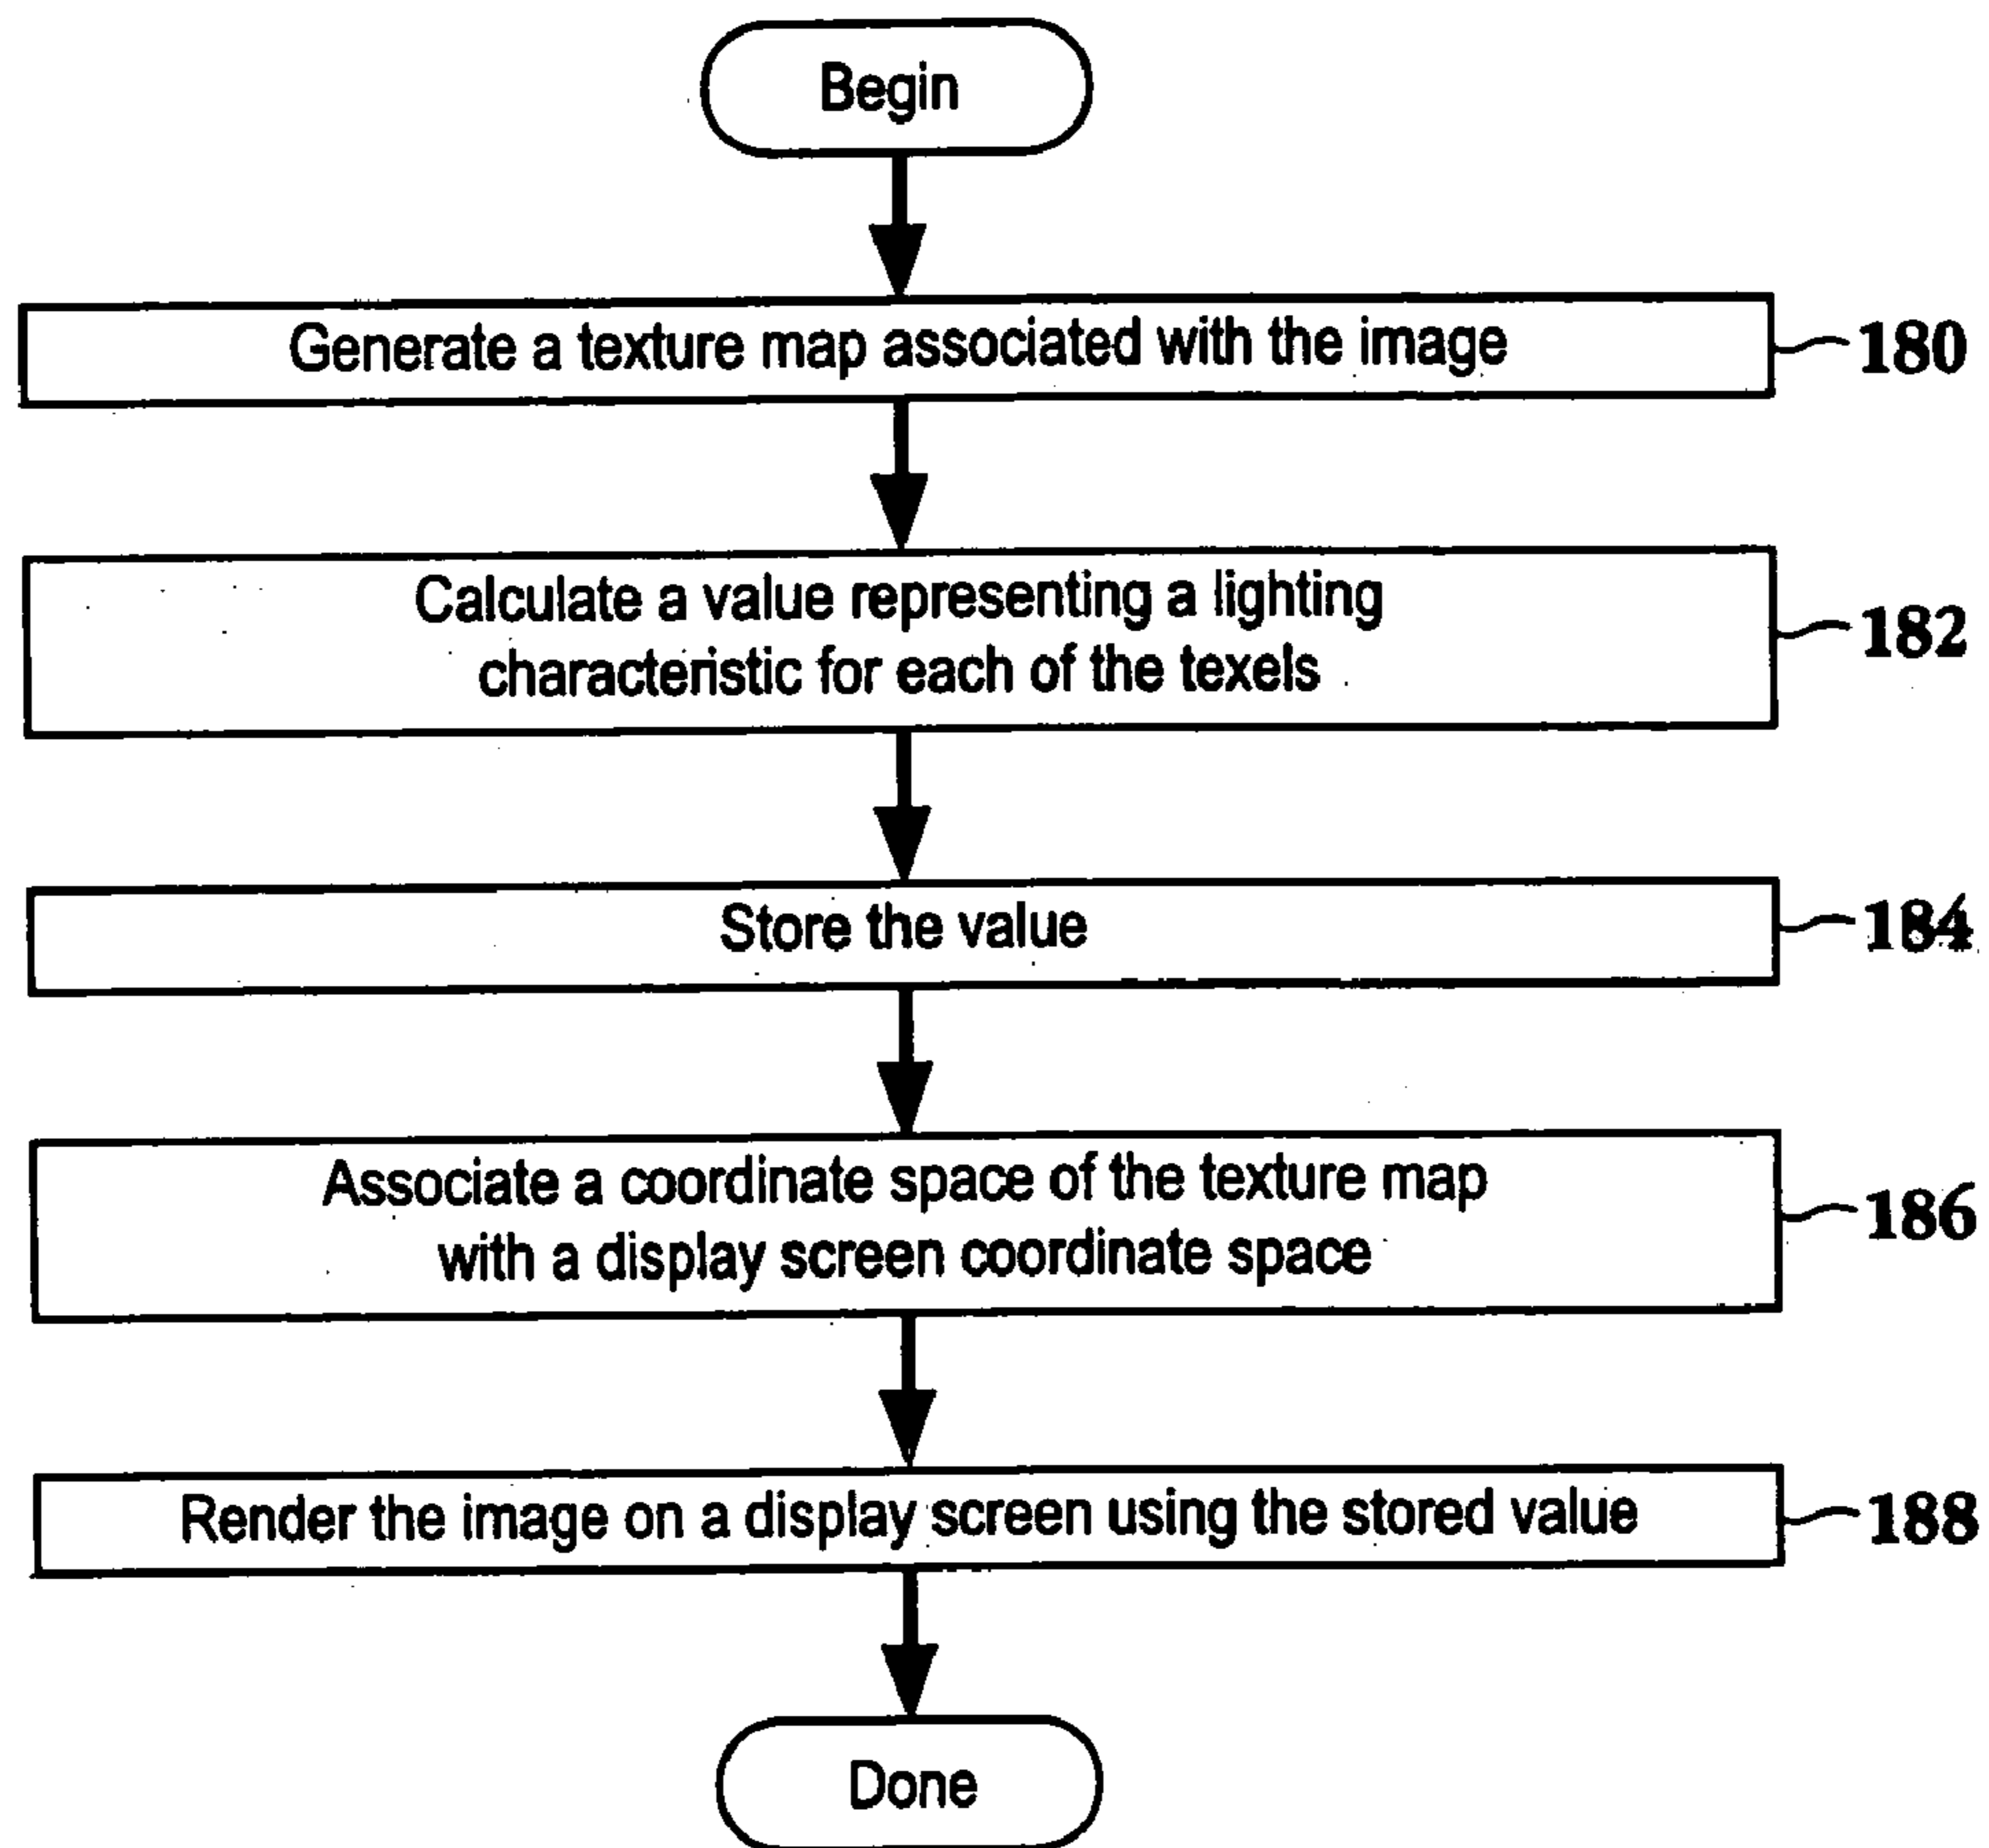 Begin
Generate a texture map associated with the image
180
Calculate a value representing a lighting
characteristic for each of the texels
182
Store the value
184
Associate a coordinate space of the texture map
with a display screen coordinate space
186
Render the image on a display screen using the stored value
188
Done